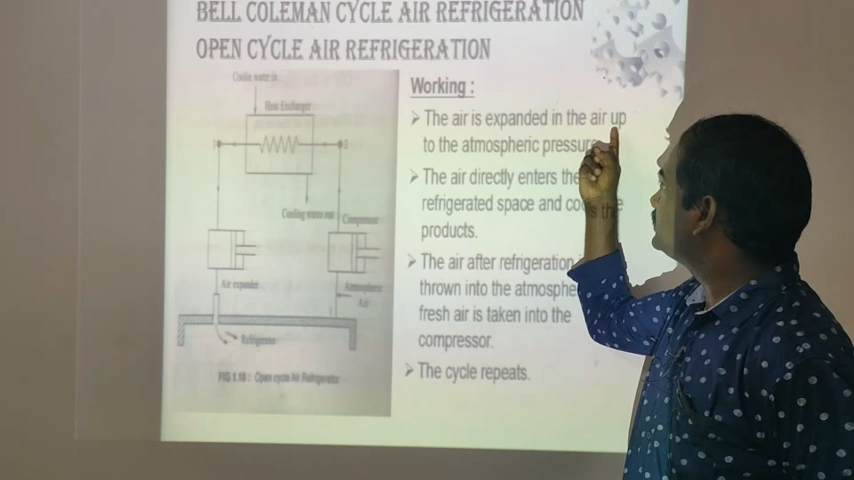 BELL COLEMAN CYCLE AIR REFRIGERATION
OPEN CYCLE AIR REFRIGERATION
Coolin water in
Heat Exchanger
Cooling water out
Compressor
Air expander
Atmospheric
Air
Refrigerator
FIG 1.10 : Open cycle Air Refrigerator
Working :
➢ The air is expanded in the air up
to the atmospheric pressure
➢ The air directly enters the
refrigerated space and cools the
products.
➢ The air after refrigeration
thrown into the atmosphe
fresh air is taken into the
compressor.
➢ The cycle repeats.